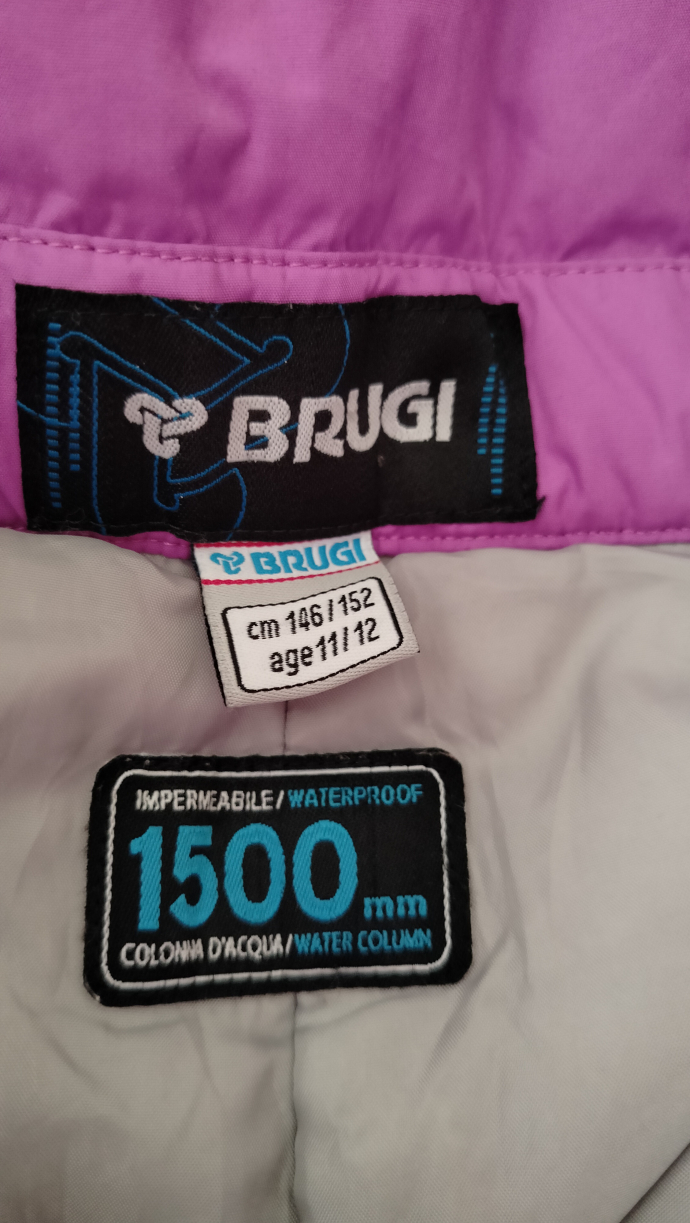 BRUGI
BRUGI
cm 146/152
age 11/12
IMPERMEABILE/WATERPROOF
1500 mm
COLONNA D'ACQUA/WATER COLUMN